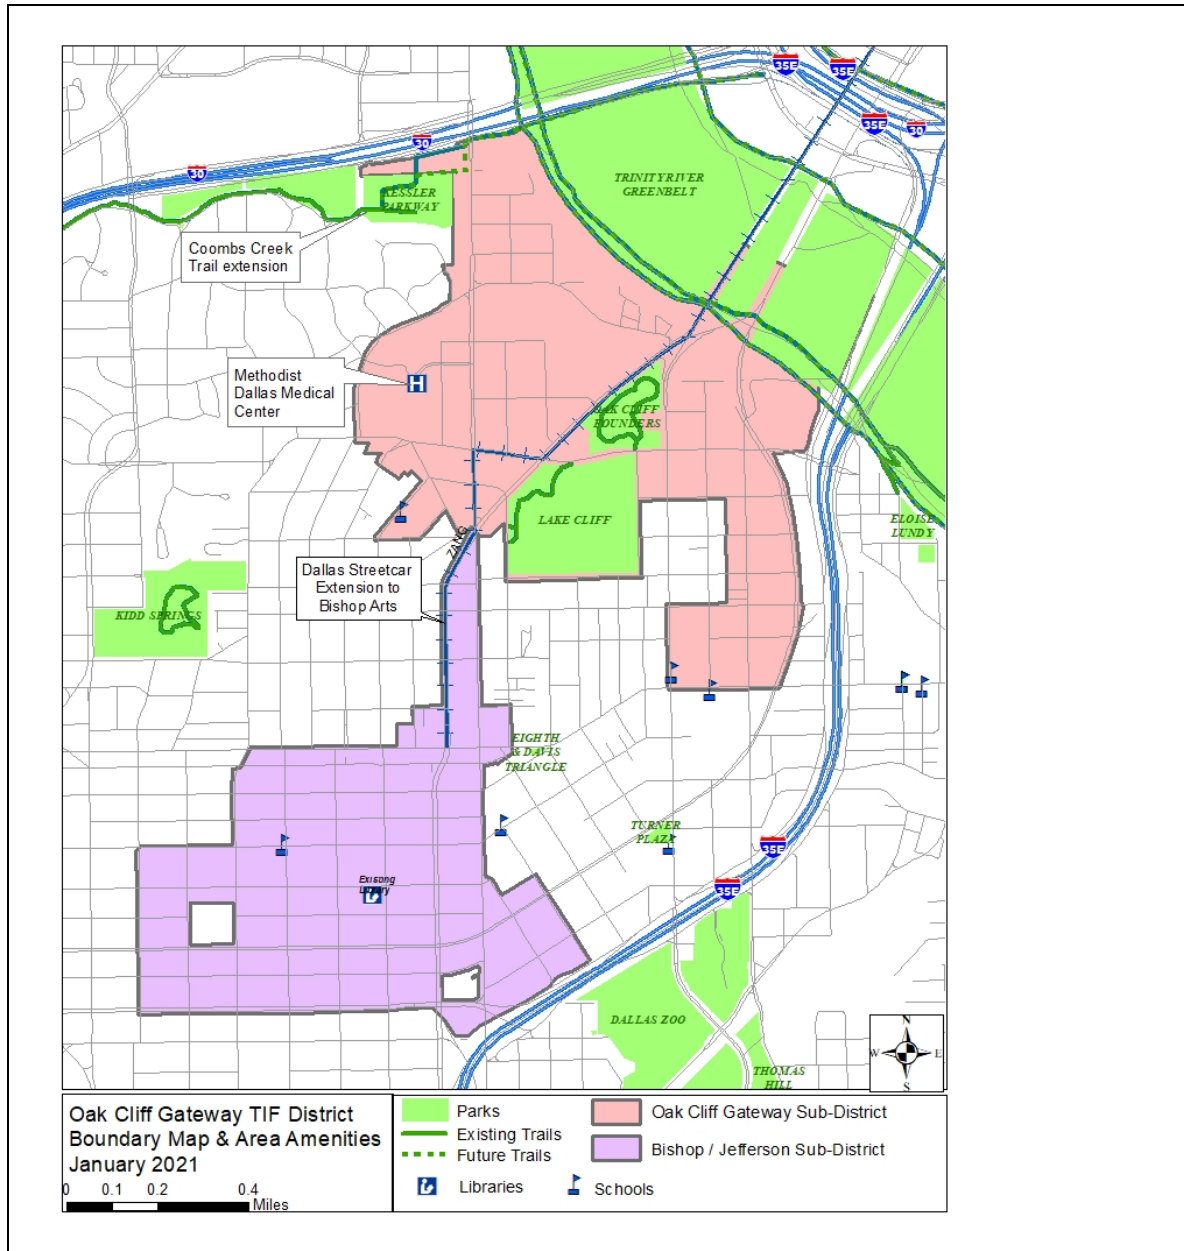 35E
35E
35E
30
30
30
TRINITYRIVER
GREENBELT
KESSLER
PARKWAY
Coombs Creek
Trail extension
Methodist
Dallas Medical
Center
H
OAK CLIFF
FOUNDERS
LAKE CLIFF
ELOISE
LUNDY
ZANG
Dallas Streetcar
Extension to
Bishop Arts
KIDD SPRINGS
EIGHTH
& DAVIS
TRIANGLE
TURNER
PLAZA
35E
35E
Existing
Library
DALLAS ZOO
THOMAS
HILL
N
W E
S
Oak Cliff Gateway TIF District
Boundary Map & Area Amenities
January 2021
0 0.1 0.2 0.4
Miles
Parks
Existing Trails
Future Trails
Libraries
Schools
Oak Cliff Gateway Sub-District
Bishop / Jefferson Sub-District